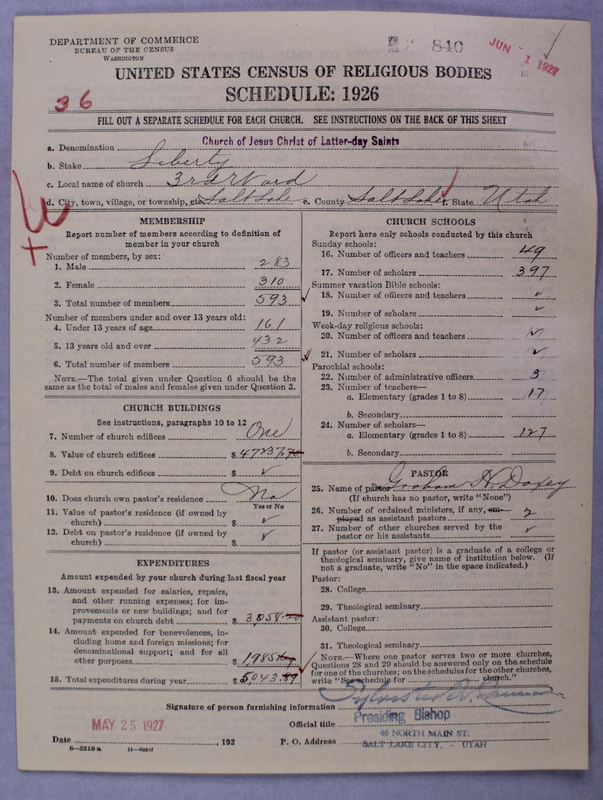 DEPARTMENT OF COMMERCE
BUREAU OF THE CENSUS
WASHINGTON
840
JUN 1 1927
UNITED STATES CENSUS OF RELIGIOUS BODIES
SCHEDULE: 1926
36
FILL OUT A SEPARATE SCHEDULE FOR EACH CHURCH. SEE INSTRUCTIONS ON THE BACK OF THIS SHEET
a. Denomination Church of Jesus Christ of Latter-day Saints
b. Stake Liberty
c. Local name of church 3rd Ward
d. City, town, village, or township, etc. Salt Lake e. County Salt Lake f. State Utah
MEMBERSHIP
Report number of members according to definition of
member in your church
Number of members, by sex:
1. Male 283
2. Female 310
3. Total number of members 593
Number of members under and over 13 years old:
4. Under 13 years of age 161
5. 13 years old and over 432
6. Total number of members 593
NOTE.—The total given under Question 6 should be the
same as the total of males and females given under Question 3.
CHURCH BUILDINGS
See instructions, paragraphs 10 to 12
7. Number of church edifices One
8. Value of church edifices $ 47237
9. Debt on church edifices $ ✓
10. Does church own pastor's residence No
Yes or No
11. Value of pastor's residence (if owned by
church) $ ✓
12. Debt on pastor's residence (if owned by
church) $ ✓
EXPENDITURES
Amount expended by your church during last fiscal year
13. Amount expended for salaries, repairs,
and other running expenses; for im-
provements or new buildings; and for
payments on church debt $ 3,058
14. Amount expended for benevolences, in-
cluding home and foreign missions; for
denominational support; and for all
other purposes $ 1,985
15. Total expenditures during year $ 5,043
CHURCH SCHOOLS
Report here only schools conducted by this church
Sunday schools:
16. Number of officers and teachers 49
17. Number of scholars 397
Summer vacation Bible schools:
18. Number of officers and teachers ✓
19. Number of scholars ✓
Week-day religious schools:
20. Number of officers and teachers ✓
21. Number of scholars ✓
Parochial schools:
22. Number of administrative officers 3
23. Number of teachers—
a. Elementary (grades 1 to 8) 17
b. Secondary
24. Number of scholars—
a. Elementary (grades 1 to 8) 127
b. Secondary
PASTOR
25. Name of pastor Graham H. Doxey
(If church has no pastor, write "None")
26. Number of ordained ministers, if any, em-
ployed as assistant pastors 2
27. Number of other churches served by the
pastor or his assistants ✓
If pastor (or assistant pastor) is a graduate of a college or
theological seminary, give name of institution below. (If
not a graduate, write "No" in the space indicated.)
Pastor:
28. College
29. Theological seminary
Assistant pastor:
30. College
31. Theological seminary
NOTE.—Where one pastor serves two or more churches,
Questions 28 and 29 should be answered only on the schedule
for one of the churches; on the schedules for the other churches,
write "See schedule for church."
Signature of person furnishing information Sylvester Q. Cannon
Official title Presiding Bishop
MAY 25 1927
Date , 192 P. O. Address 40 NORTH MAIN ST.
SALT LAKE CITY, - UTAH
8—5518a